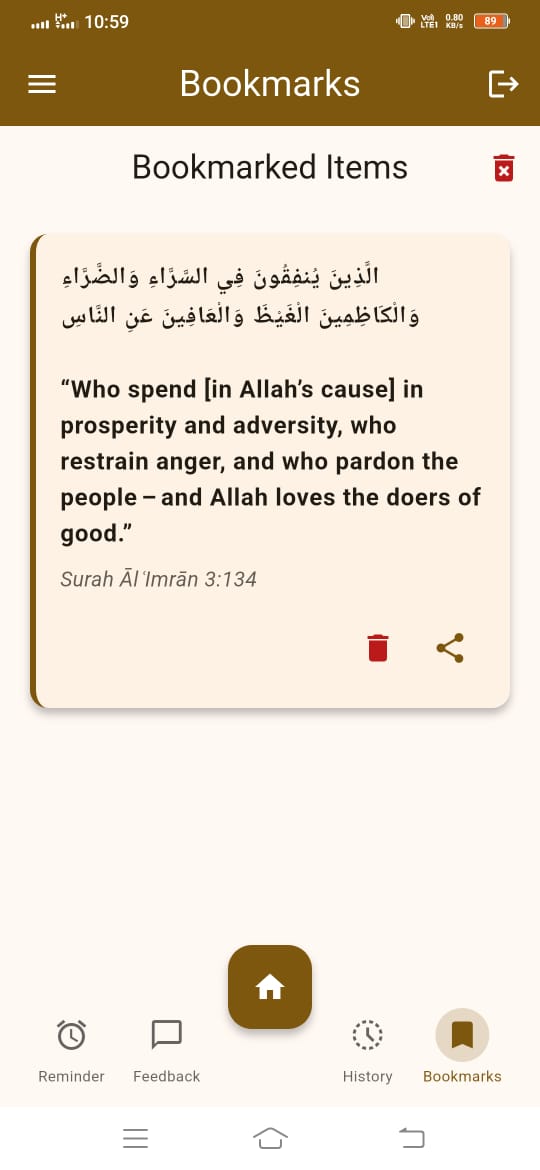 10:59
Vo))
LTE1
0.80
KB/s
89
Bookmarks
Bookmarked Items
الَّذِينَ يُنفِقُونَ فِي السَّرَّاءِ وَالضَّرَّاءِ
وَالْكَاظِمِينَ الْغَيْظَ وَالْعَافِينَ عَنِ النَّاسِ
“Who spend [in Allah’s cause] in
prosperity and adversity, who
restrain anger, and who pardon the
people – and Allah loves the doers of
good.”
Surah Āl ʿImrān 3:134
Reminder
Feedback
History
Bookmarks